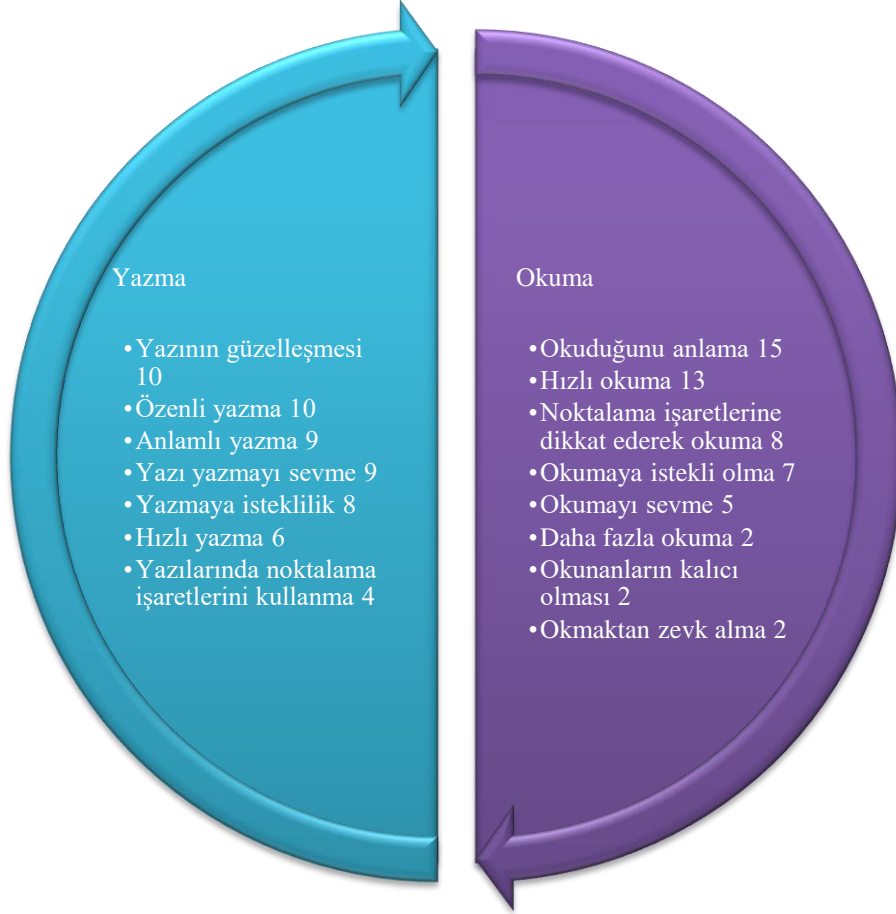 Yazma
•Yazının güzelleşmesi
10
•Özenli yazma 10
•Anlamlı yazma 9
•Yazı yazmayı sevme 9
•Yazmaya isteklilik 8
•Hızlı yazma 6
•Yazılarında noktalama
işaretlerini kullanma 4
Okuma
•Okuduğunu anlama 15
•Hızlı okuma 13
•Noktalama işaretlerine
dikkat ederek okuma 8
•Okumaya istekli olma 7
•Okumayı sevme 5
•Daha fazla okuma 2
•Okunanların kalıcı
olması 2
•Okmaktan zevk alma 2